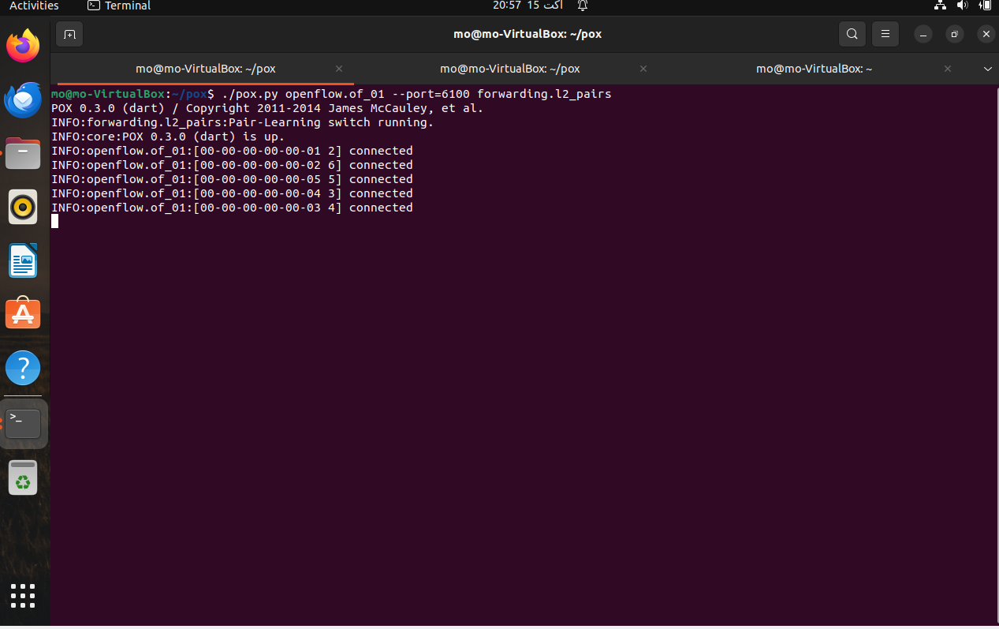 Activities
Terminal
20:57 15 اكت
mo@mo-VirtualBox: ~/pox
mo@mo-VirtualBox: ~/pox
mo@mo-VirtualBox: ~/pox
mo@mo-VirtualBox: ~
mo@mo-VirtualBox:~/pox$ ./pox.py openflow.of_01 --port=6100 forwarding.l2_pairs
POX 0.3.0 (dart) / Copyright 2011-2014 James McCauley, et al.
INFO:forwarding.l2_pairs:Pair-Learning switch running.
INFO:core:POX 0.3.0 (dart) is up.
INFO:openflow.of_01:[00-00-00-00-00-01 2] connected
INFO:openflow.of_01:[00-00-00-00-00-02 6] connected
INFO:openflow.of_01:[00-00-00-00-00-05 5] connected
INFO:openflow.of_01:[00-00-00-00-00-04 3] connected
INFO:openflow.of_01:[00-00-00-00-00-03 4] connected